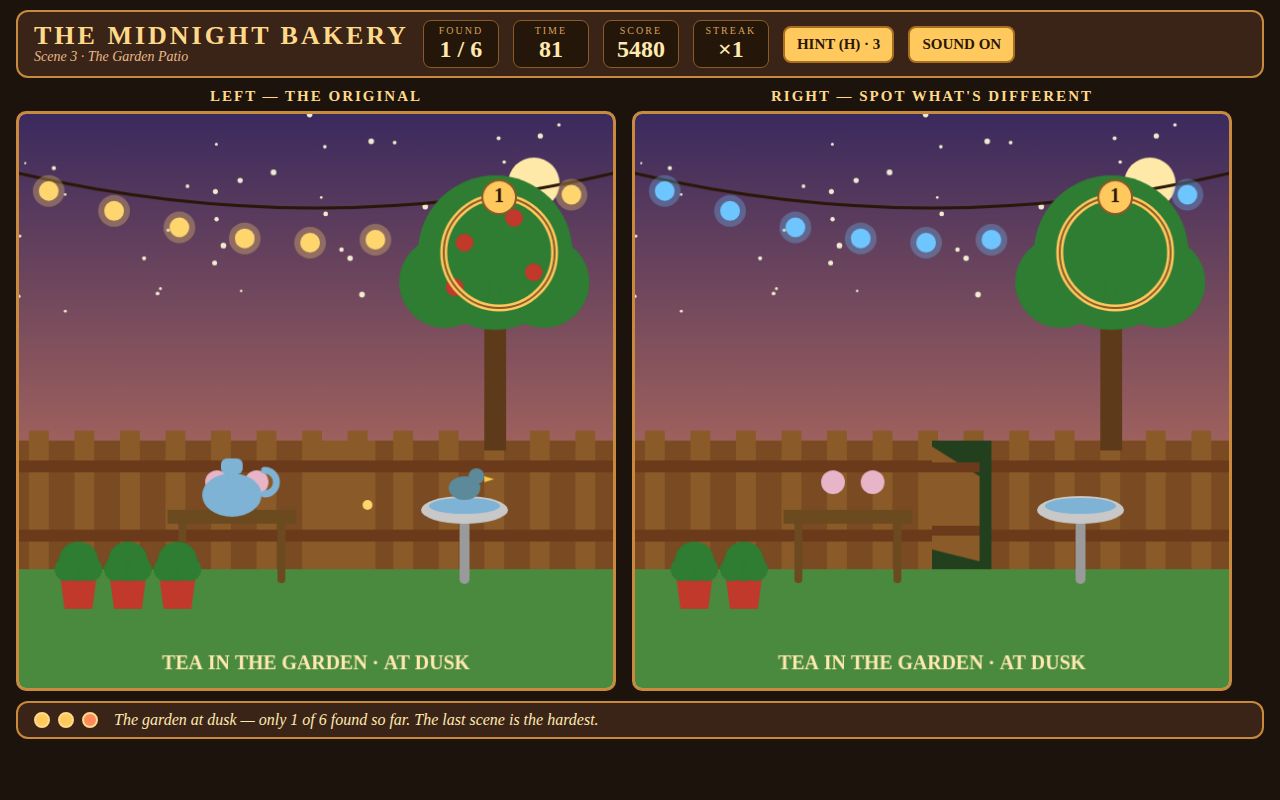 THE MIDNIGHT BAKERY
Scene 3 · The Garden Patio
FOUND
1 / 6
TIME
81
SCORE
5480
STREAK
×1
HINT (H) · 3
SOUND ON
LEFT — THE ORIGINAL
RIGHT — SPOT WHAT'S DIFFERENT
1
1
TEA IN THE GARDEN · AT DUSK
TEA IN THE GARDEN · AT DUSK
The garden at dusk — only 1 of 6 found so far. The last scene is the hardest.